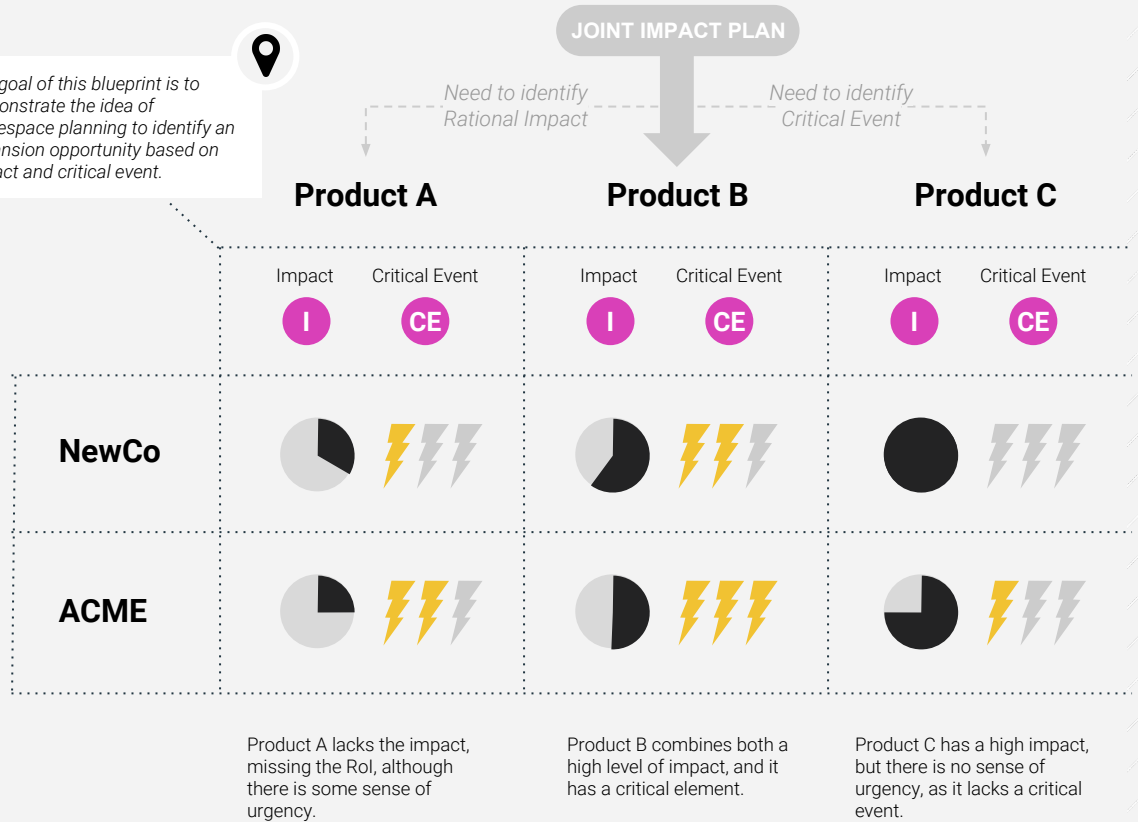 JOINT IMPACT PLAN
goal of this blueprint is to
onstrate the idea of
espace planning to identify an
ansion opportunity based on
act and critical event.
Need to identify
Rational Impact
Need to identify
Critical Event
Product A
Product B
Product C
Impact
Critical Event
Impact
Critical Event
Impact
Critical Event
I
CE
I
CE
I
CE
NewCo
ACME
Product A lacks the impact,
missing the RoI, although
there is some sense of
urgency.
Product B combines both a
high level of impact, and it
has a critical element.
Product C has a high impact,
but there is no sense of
urgency, as it lacks a critical
event.